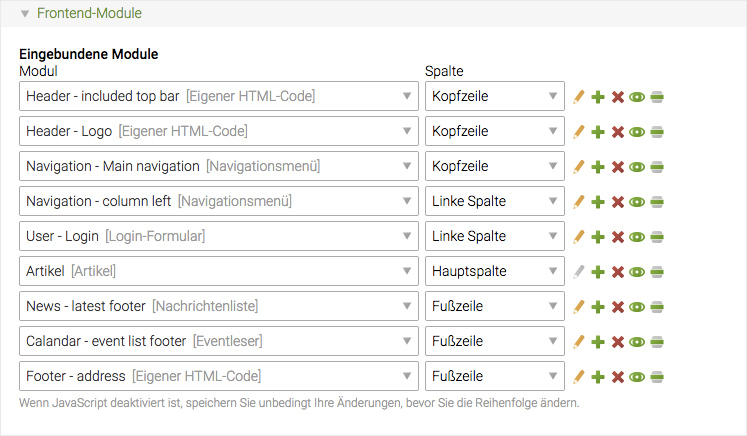 Frontend-Module
Eingebundene Module
Modul Spalte
Header - included top bar [Eigener HTML-Code] Kopfzeile
Header - Logo [Eigener HTML-Code] Kopfzeile
Navigation - Main navigation [Navigationsmenü] Kopfzeile
Navigation - column left [Navigationsmenü] Linke Spalte
User - Login [Login-Formular] Linke Spalte
Artikel [Artikel] Hauptspalte
News - latest footer [Nachrichtenliste] Fußzeile
Calandar - event list footer [Eventleser] Fußzeile
Footer - address [Eigener HTML-Code] Fußzeile
Wenn JavaScript deaktiviert ist, speichern Sie unbedingt Ihre Änderungen, bevor Sie die Reihenfolge ändern.